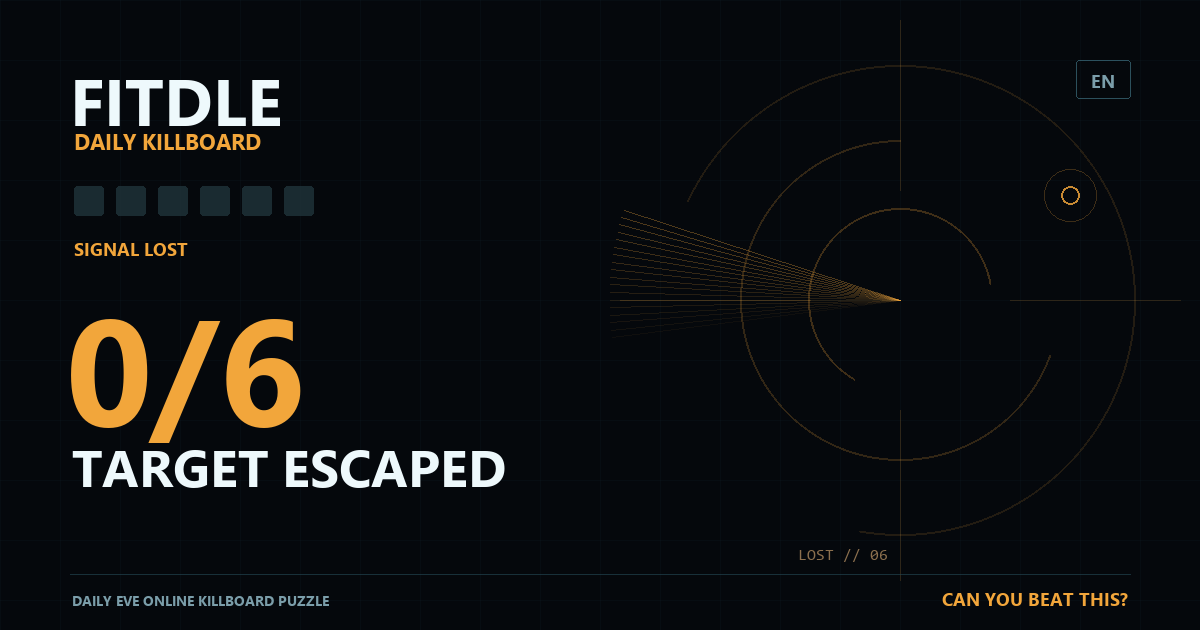 FITDLE
EN
DAILY KILLBOARD
SIGNAL LOST
0/6
TARGET ESCAPED
LOST // 06
DAILY EVE ONLINE KILLBOARD PUZZLE
CAN YOU BEAT THIS?